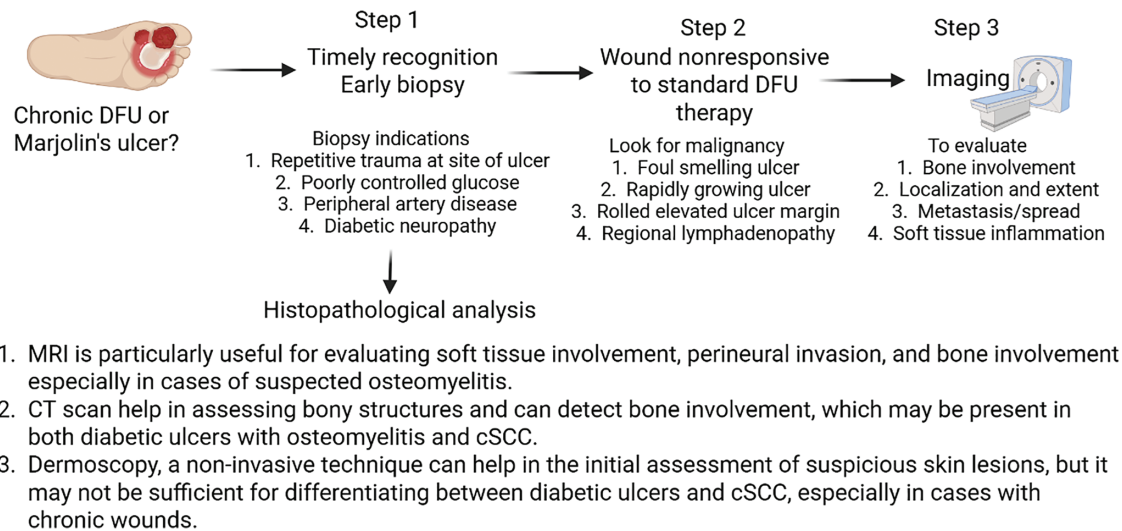 Chronic DFU or
Marjolin's ulcer?
Step 1
Timely recognition
Early biopsy
Biopsy indications
1. Repetitive trauma at site of ulcer
2. Poorly controlled glucose
3. Peripheral artery disease
4. Diabetic neuropathy
Histopathological analysis
Step 2
Wound nonresponsive
to standard DFU
therapy
Look for malignancy
1. Foul smelling ulcer
2. Rapidly growing ulcer
3. Rolled elevated ulcer margin
4. Regional lymphadenopathy
Step 3
Imaging
To evaluate
1. Bone involvement
2. Localization and extent
3. Metastasis/spread
4. Soft tissue inflammation
1. MRI is particularly useful for evaluating soft tissue involvement, perineural invasion, and bone involvement
especially in cases of suspected osteomyelitis.
2. CT scan help in assessing bony structures and can detect bone involvement, which may be present in
both diabetic ulcers with osteomyelitis and cSCC.
3. Dermoscopy, a non-invasive technique can help in the initial assessment of suspicious skin lesions, but it
may not be sufficient for differentiating between diabetic ulcers and cSCC, especially in cases with
chronic wounds.